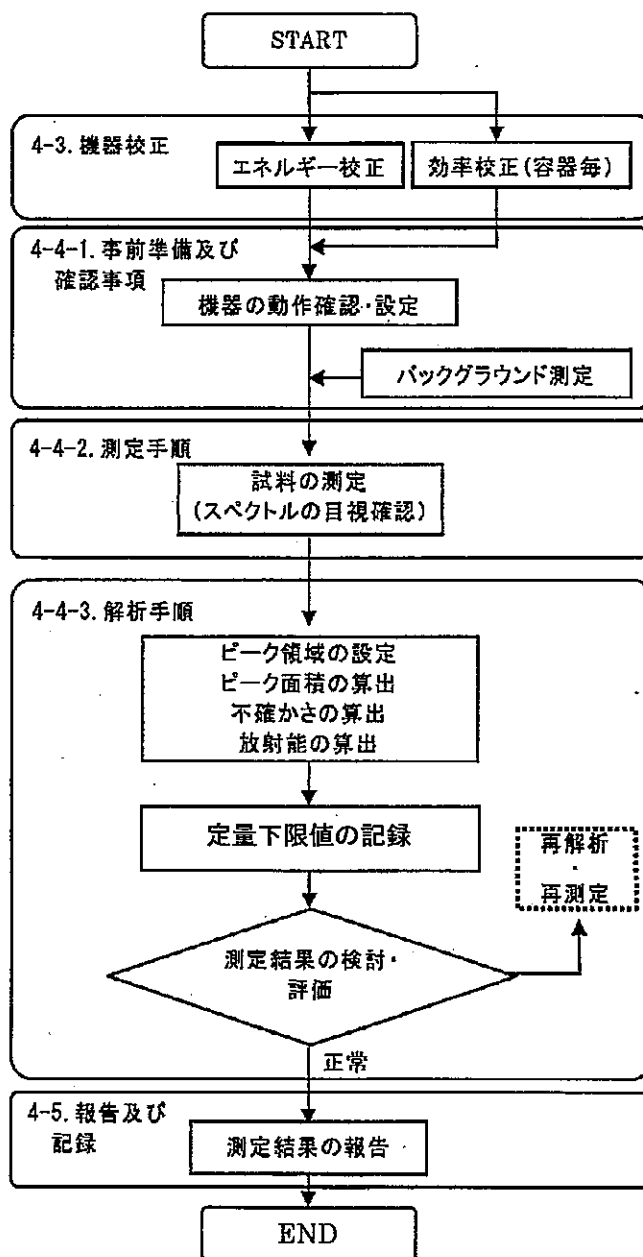 START
4-3. 機器校正
エネルギー校正
効率校正(容器毎)
4-4-1. 事前準備及び
確認事項
機器の動作確認・設定
バックグラウンド測定
4-4-2. 測定手順
試料の測定
(スペクトルの目視確認)
4-4-3. 解析手順
ピーク領域の設定
ピーク面積の算出
不確かさの算出
放射能の算出
定量下限値の記録
再解析
・
再測定
測定結果の検討・
評価
正常
4-5. 報告及び
記録
測定結果の報告
END